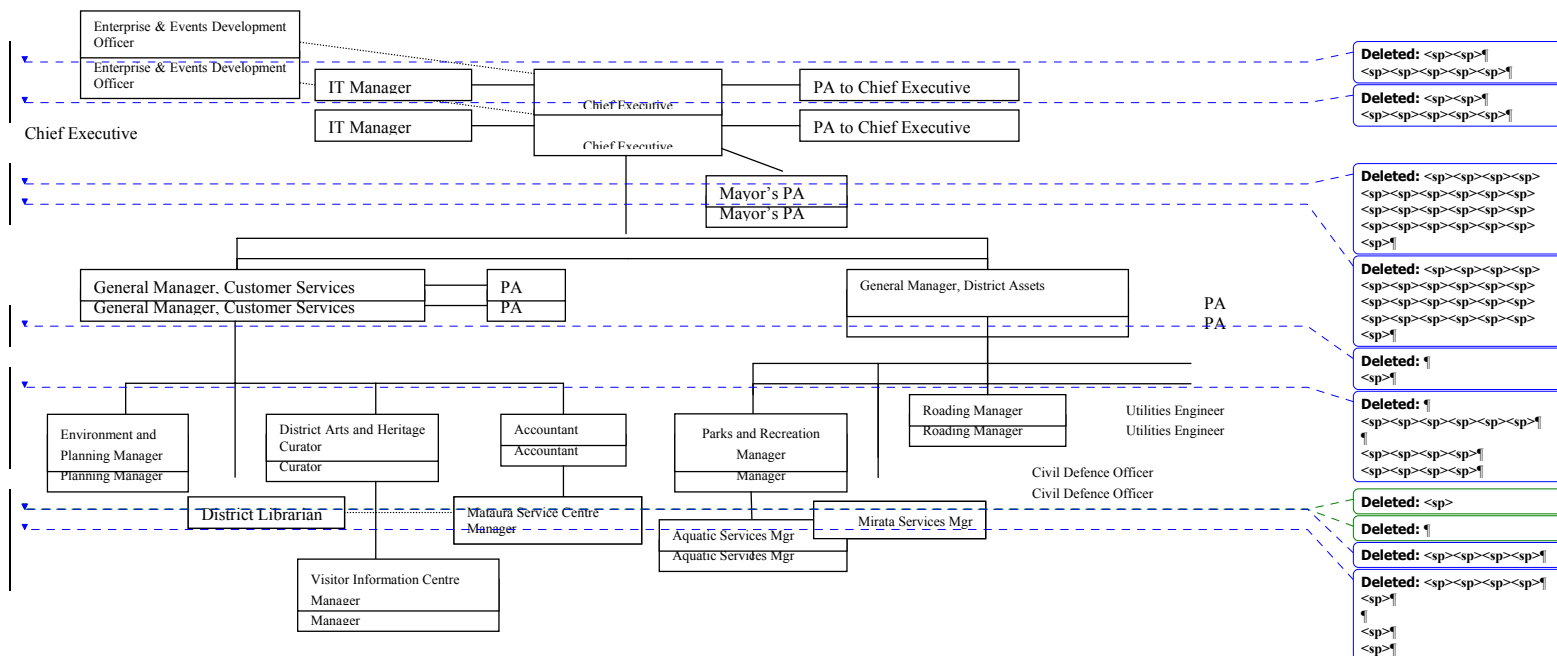 Enterprise & Events Development
Officer
Enterprise & Events Development
Officer
IT Manager
Chief Executive
PA to Chief Executive
IT Manager
Chief Executive
PA to Chief Executive
Chief Executive
Mayor's PA
Mayor's PA
General Manager, Customer Services
PA
General Manager, Customer Services
PA
General Manager, District Assets
PA
PA
Environment and
Planning Manager
Planning Manager
District Arts and Heritage
Curator
Curator
Accountant
Accountant
Parks and Recreation
Manager
Manager
Roading Manager
Roading Manager
Utilities Engineer
Utilities Engineer
Civil Defence Officer
Civil Defence Officer
District Librarian
Mataura Service Centre
Manager
Aquatic Services Mgr
Aquatic Services Mgr
Mirata Services Mgr
Visitor Information Centre
Manager
Manager
Deleted: <sp><sp>¶
<sp><sp><sp><sp><sp>¶
Deleted: <sp><sp>¶
<sp><sp><sp><sp><sp>¶
Deleted: <sp><sp><sp><sp>
<sp><sp><sp><sp><sp><sp>
<sp><sp><sp><sp><sp><sp>
<sp><sp><sp><sp><sp><sp>
<sp>¶
Deleted: <sp><sp><sp><sp>
<sp><sp><sp><sp><sp><sp>
<sp><sp><sp><sp><sp><sp>
<sp><sp><sp><sp><sp><sp>
<sp>¶
Deleted: ¶
<sp>¶
Deleted: ¶
<sp><sp><sp><sp><sp><sp>¶
¶
<sp><sp><sp><sp>¶
<sp><sp><sp><sp>¶
Deleted: <sp>
Deleted: ¶
Deleted: <sp><sp><sp><sp>¶
Deleted: <sp><sp><sp><sp>¶
<sp>¶
¶
<sp>¶
<sp>¶